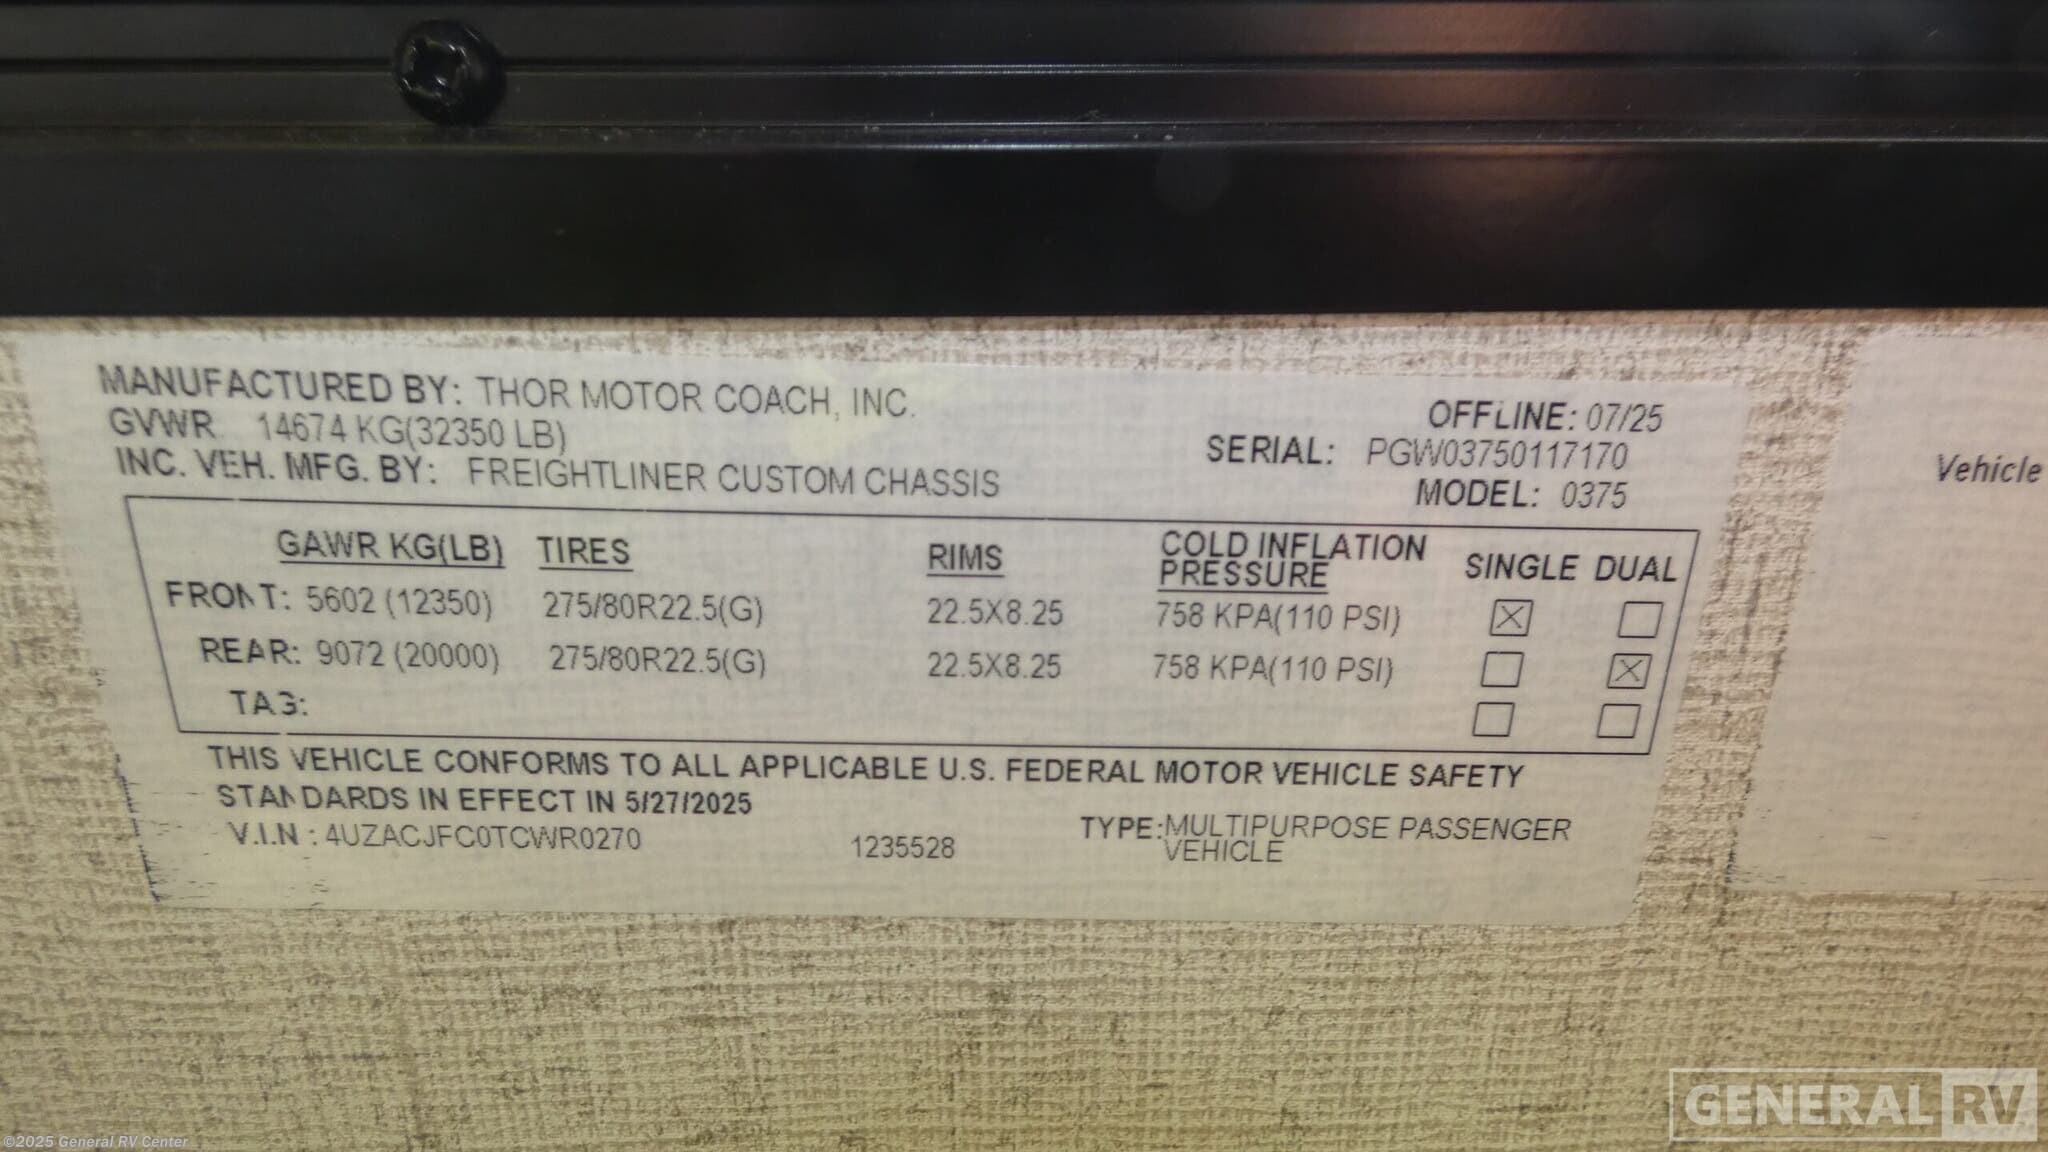 MANUFACTURED BY: THOR MOTOR COACH, INC.
OFFLINE: 07/25
GVWR 14674 KG(32350 LB)
SERIAL: PGW03750117170
INC. VEH. MFG. BY: FREIGHTLINER CUSTOM CHASSIS
MODEL: 0375
GAWR KG(LB) TIRES RIMS COLD INFLATION PRESSURE SINGLE DUAL
FRONT: 5602 (12350) 275/80R22.5(G) 22.5X8.25 758 KPA(110 PSI) ☒ ☐
REAR: 9072 (20000) 275/80R22.5(G) 22.5X8.25 758 KPA(110 PSI) ☐ ☒
TAG: ☐ ☐
THIS VEHICLE CONFORMS TO ALL APPLICABLE U.S. FEDERAL MOTOR VEHICLE SAFETY
STANDARDS IN EFFECT IN 5/27/2025
V.I.N : 4UZACJFC0TCWR0270 1235528 TYPE: MULTIPURPOSE PASSENGER
VEHICLE
Vehicle
GENERAL RV
©2025 General RV Center